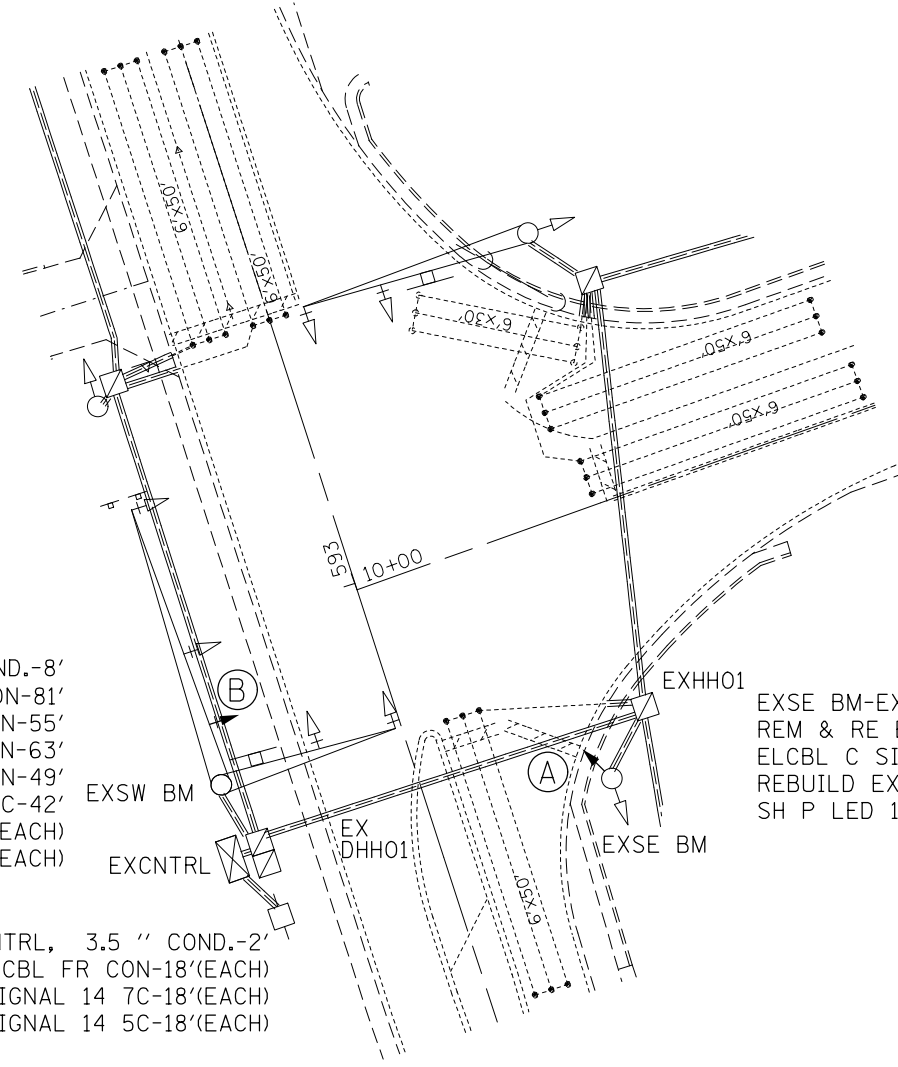 6'X50'
6'X50'
6'X30'
6'X50'
6'X50'
593
10+00
B
EXHH01
ND.-8'
ON-81'
N-55'
N-63'
N-49'
C-42'
EACH)
EACH)
EXSW BM
EXSE BM-EX
REM & RE
ELCBL C SI
REBUILD EX
SH P LED 1
A
EX
DHH01
EXCNTRL
EXSE BM
6'X50'
NTRL, 3.5 '' COND.-2'
CBL FR CON-18'(EACH)
IGNAL 14 7C-18'(EACH)
IGNAL 14 5C-18'(EACH)